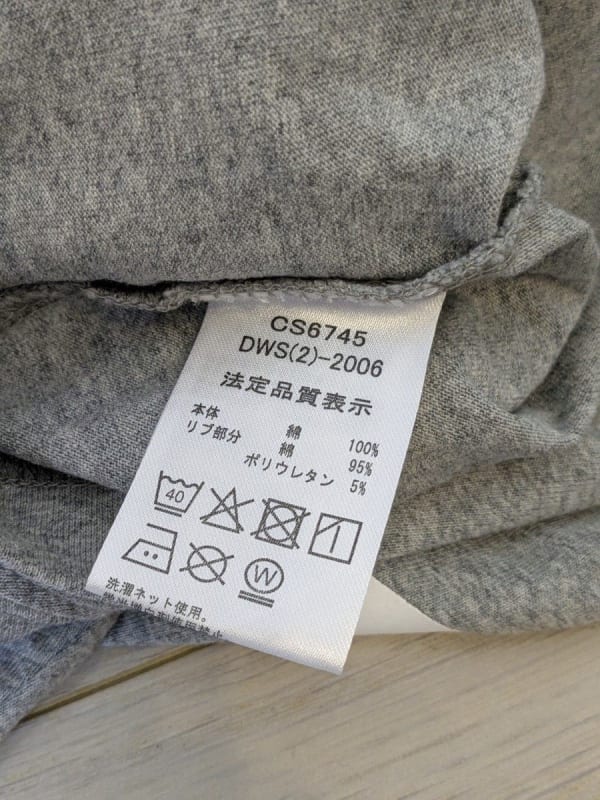 CS6745
DWS(2)-2006
法定品質表示
本体 綿 100%
リブ部分 綿 95%
ポリウレタン 5%
40
W
洗濯ネット使用。